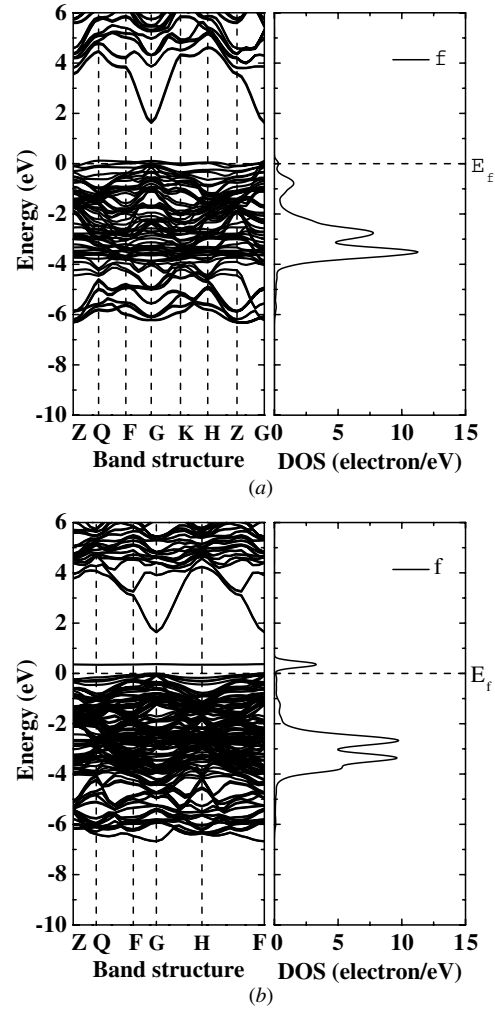 6
4
2
0
-2
-4
-6
-8
-10
Energy (eV)
Z Q F G K H Z G
Band structure
f
E_f
0 5 10 15
DOS (electron/eV)
(a)
6
4
2
0
-2
-4
-6
-8
-10
Energy (eV)
Z Q F G H F
Band structure
f
E_f
0 5 10 15
DOS (electron/eV)
(b)